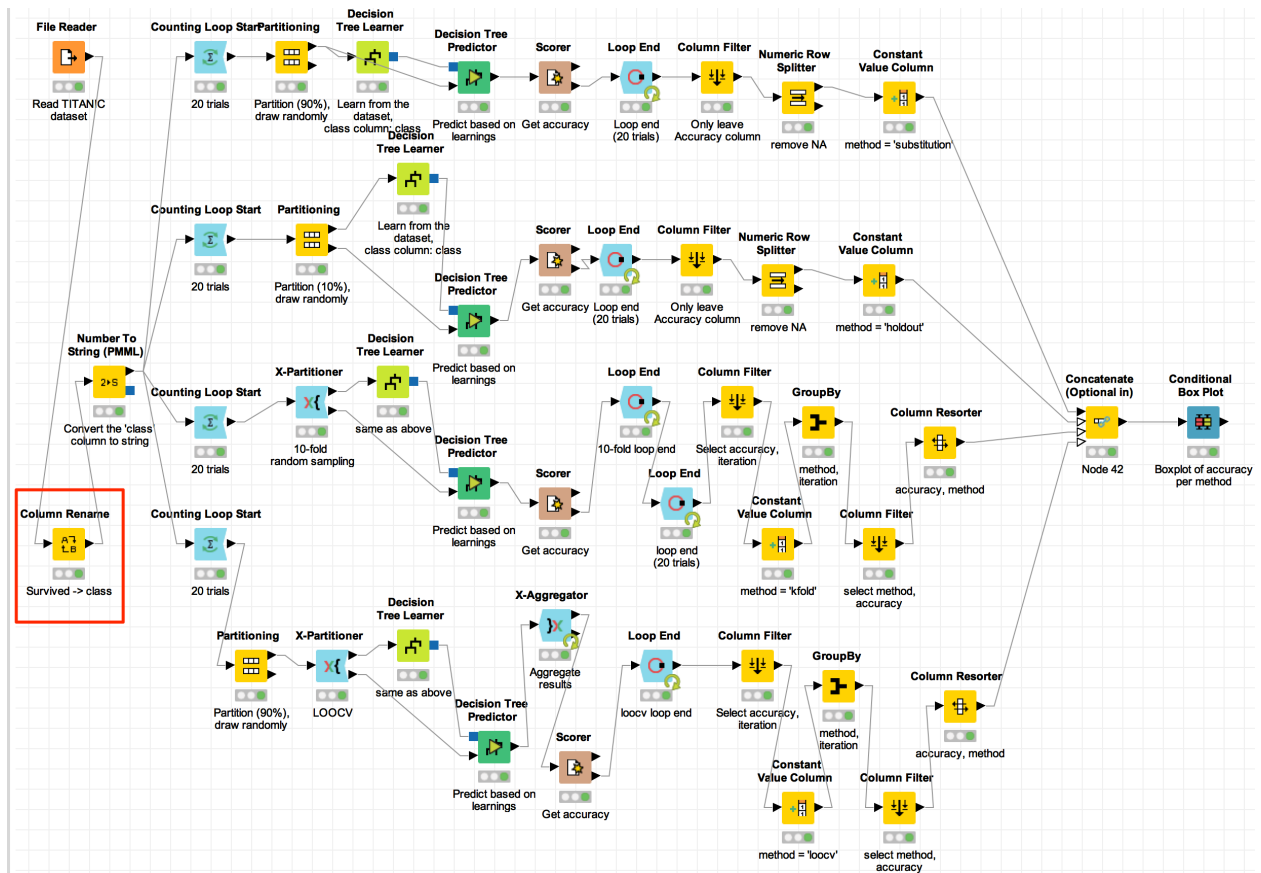 File Reader
Read TITANIC
dataset
Counting Loop Start
20 trials
Partitioning
Partition (90%),
draw randomly
Decision
Tree Learner
Learn from the
dataset,
class column: class
Decision Tree
Predictor
Predict based on
learnings
Scorer
Get accuracy
Loop End
Loop end
(20 trials)
Column Filter
Only leave
Accuracy column
Numeric Row
Splitter
remove NA
Constant
Value Column
method = 'substitution'
Counting Loop Start
20 trials
Partitioning
Partition (10%),
draw randomly
Decision
Tree Learner
Learn from the
dataset,
class column: class
Decision Tree
Predictor
Predict based on
learnings
Scorer
Get accuracy
Loop End
Loop end
(20 trials)
Column Filter
Only leave
Accuracy column
Numeric Row
Splitter
remove NA
Constant
Value Column
method = 'holdout'
Number To
String (PMML)
2▸S
Convert the 'class'
column to string
Counting Loop Start
20 trials
X-Partitioner
X{
10-fold
random sampling
Decision
Tree Learner
same as above
Decision Tree
Predictor
Predict based on
learnings
Scorer
Get accuracy
Loop End
10-fold loop end
Loop End
loop end
(20 trials)
Column Filter
Select accuracy,
iteration
Constant
Value Column
method = 'kfold'
GroupBy
method,
iteration
Column Filter
select method,
accuracy
Column Resorter
accuracy, method
Concatenate
(Optional in)
Node 42
Conditional
Box Plot
Boxplot of accuracy
per method
Column Rename
Survived -> class
Counting Loop Start
20 trials
Partitioning
Partition (90%),
draw randomly
X-Partitioner
X{
LOOCV
Decision
Tree Learner
same as above
Decision Tree
Predictor
Predict based on
learnings
X-Aggregator
}X
Aggregate
results
Scorer
Get accuracy
Loop End
loocv loop end
Column Filter
Select accuracy,
iteration
Constant
Value Column
method = 'loocv'
GroupBy
method,
iteration
Column Filter
select method,
accuracy
Column Resorter
accuracy, method